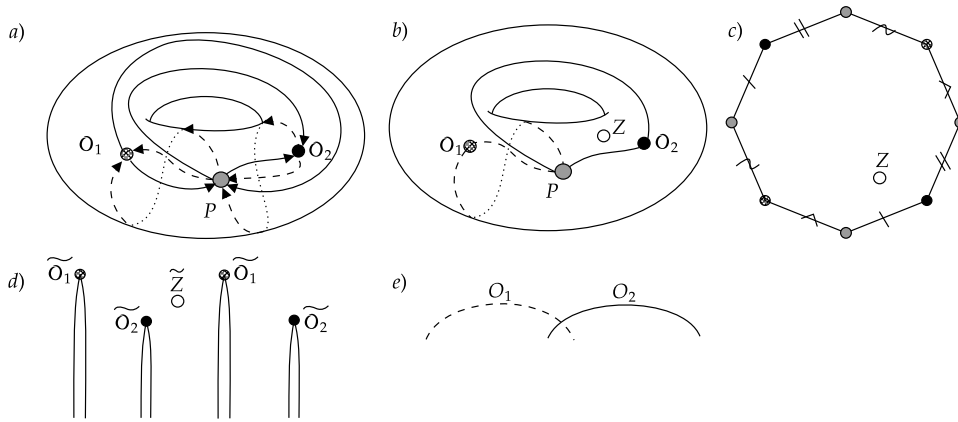 a)
O₁
O₂
P
b)
Z
O₁
O₂
P
c)
Z
d)
Õ₁
Z̃
Õ₁
Õ₂
Õ₂
e)
O₁
O₂